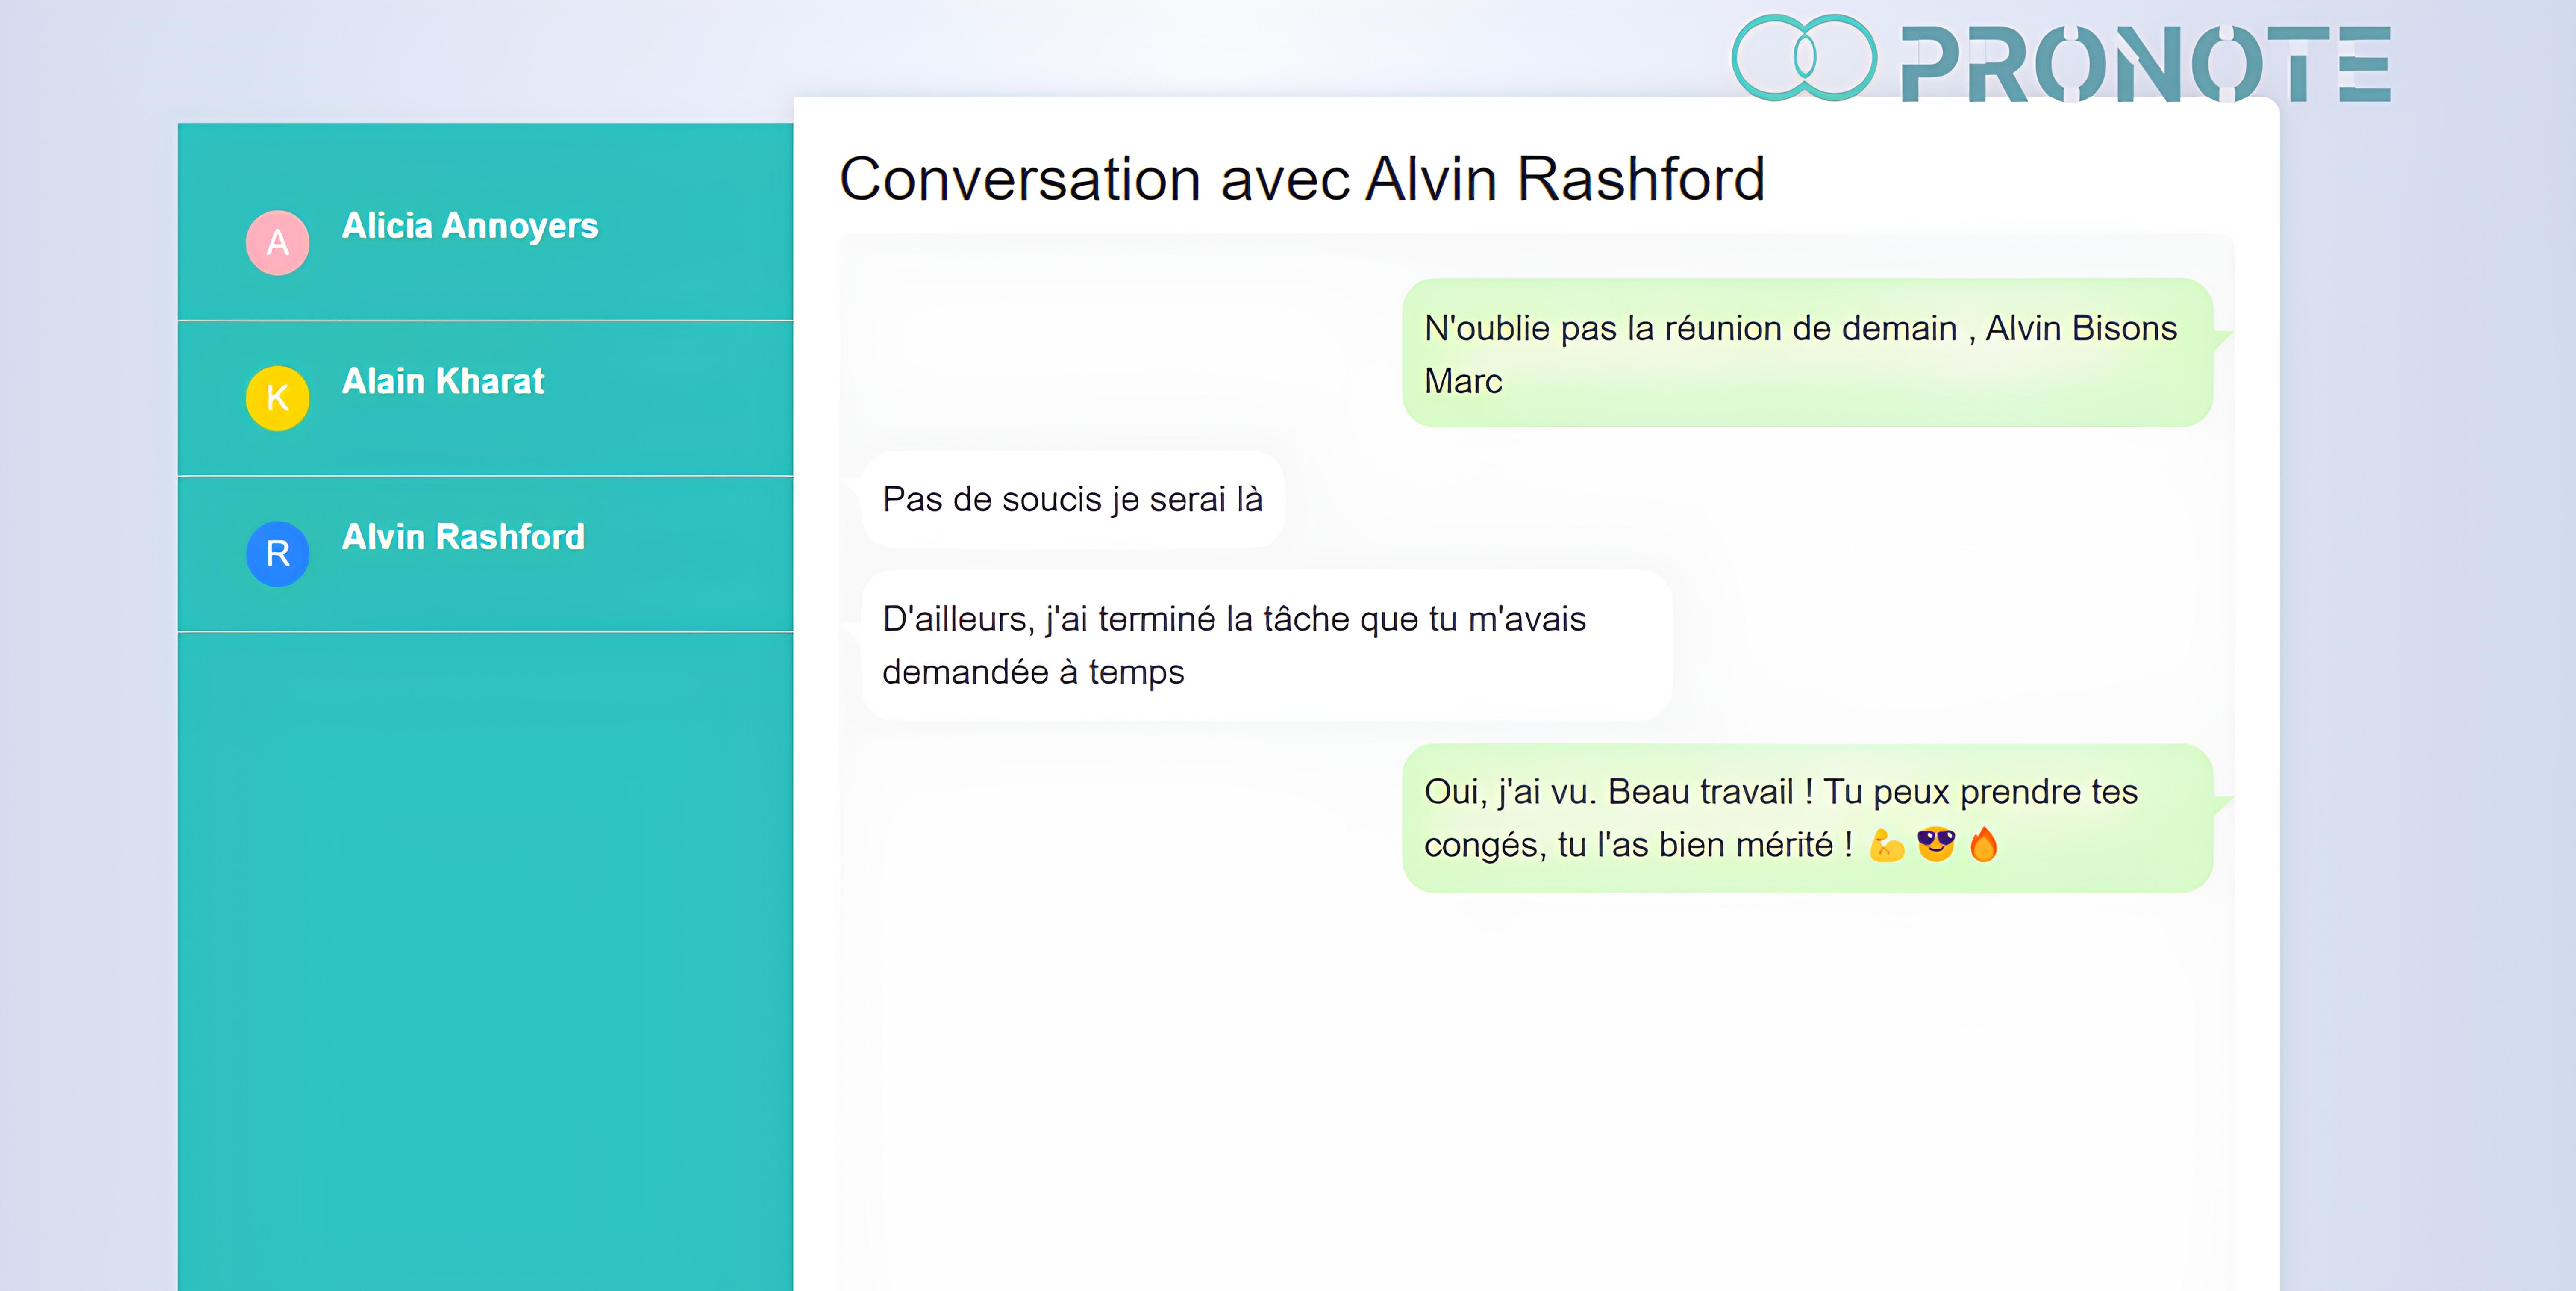 PRONOTE
A
Alicia Annoyers
K
Alain Kharat
R
Alvin Rashford
Conversation avec Alvin Rashford
N'oublie pas la réunion de demain , Alvin Bisons
Marc
Pas de soucis je serai là
D'ailleurs, j'ai terminé la tâche que tu m'avais
demandée à temps
Oui, j'ai vu. Beau travail ! Tu peux prendre tes
congés, tu l'as bien mérité ! 💪 😎 🔥